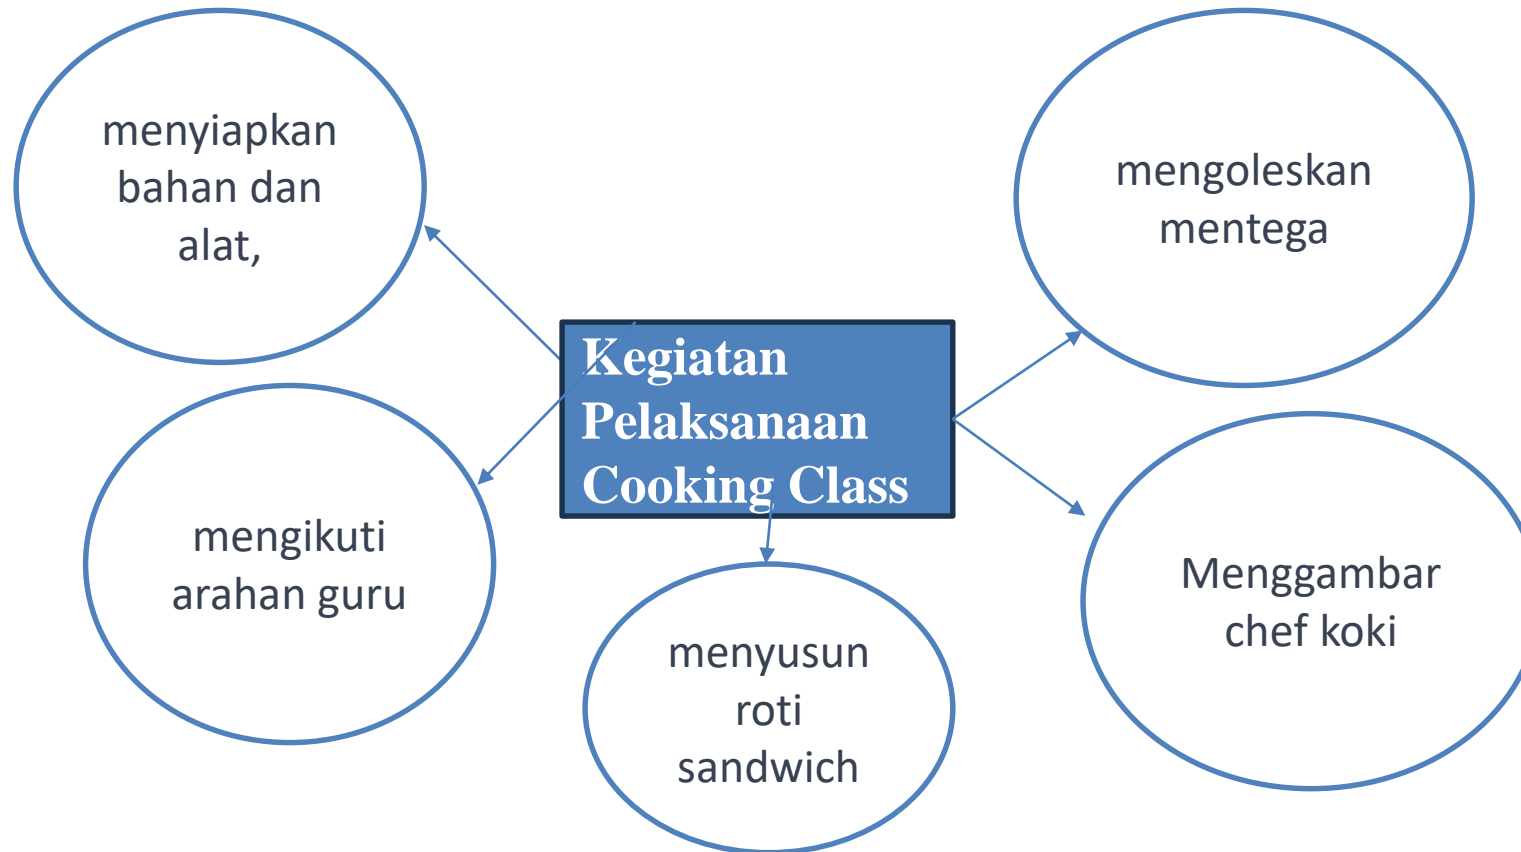 menyiapkan
bahan dan
alat,
mengoleskan
mentega
Kegiatan
Pelaksanaan
Cooking Class
mengikuti
arahan guru
Menggambar
chef koki
menyusun
roti
sandwich